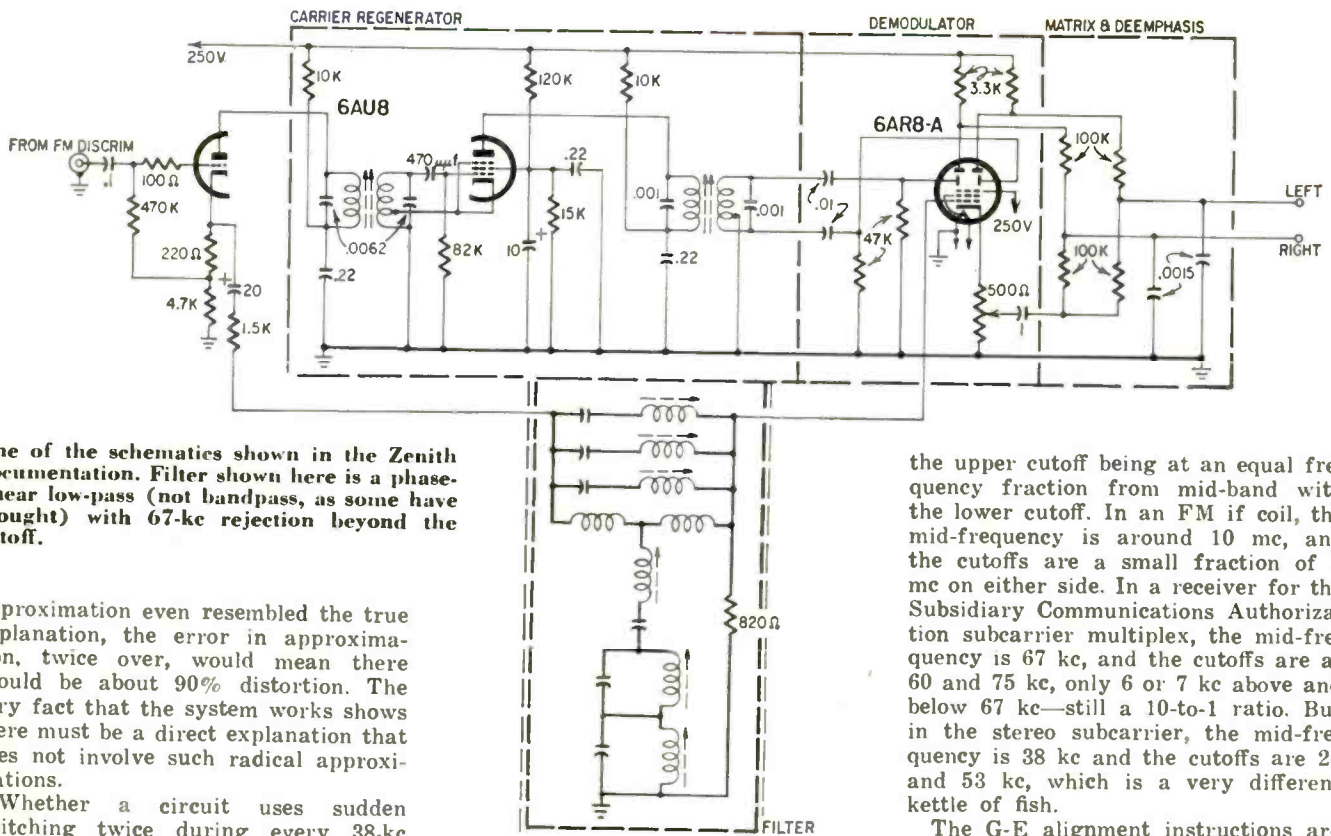 CARRIER REGENERATOR
DEMODULATOR
MATRIX & DEEMPHASIS
250V
10K
120K
10K
3.3K
6AU8
6AR8-A
FROM FM DISCRIM
.1
100Ω
470K
220Ω
4.7K
+
20
1.5K
470μμf
.0062
.22
82K
10
+
15K
.22
.001
.001
.22
.01
47K
250V
500Ω
100K
100K
.0015
LEFT
RIGHT
820Ω
FILTER
ne of the schematics shown in the Zenith
ocumentation. Filter shown here is a phase-
near low-pass (not bandpass, as some have
ought) with 67-kc rejection beyond the
toff.
proximation even resembled the true
planation, the error in approxima-
on, twice over, would mean there
ould be about 90% distortion. The
ry fact that the system works shows
ere must be a direct explanation that
es not involve such radical approxi-
ations.
Whether a circuit uses sudden
itching twice during every 38-kc
the upper cutoff being at an equal fre
quency fraction from mid-band wit
the lower cutoff. In an FM if coil, th
mid-frequency is around 10 mc, an
the cutoffs are a small fraction of
mc on either side. In a receiver for th
Subsidiary Communications Authoriza
tion subcarrier multiplex, the mid-fre
quency is 67 kc, and the cutoffs are a
60 and 75 kc, only 6 or 7 kc above an
below 67 kc—still a 10-to-1 ratio. Bu
in the stereo subcarrier, the mid-fre
quency is 38 kc and the cutoffs are 2
and 53 kc, which is a very differen
kettle of fish.
The G-E alignment instructions ar